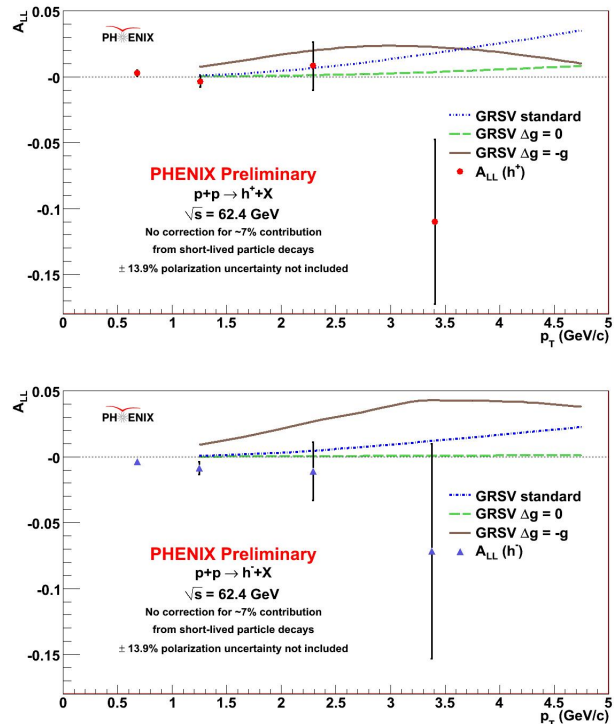 A_LL
0.05
PH ENIX
-0
GRSV standard
-0.05
GRSV Δg = 0
GRSV Δg = -g
PHENIX Preliminary
A_LL (h⁺)
p+p → h⁺+X
-0.1
√s = 62.4 GeV
No correction for ~7% contribution
from short-lived particle decays
-0.15
± 13.9% polarization uncertainty not included
0 0.5 1 1.5 2 2.5 3 3.5 4 4.5 5
p_T (GeV/c)
A_LL
0.05
PH ENIX
-0
GRSV standard
-0.05
GRSV Δg = 0
GRSV Δg = -g
PHENIX Preliminary
A_LL (h⁻)
p+p → h⁻+X
-0.1
√s = 62.4 GeV
No correction for ~7% contribution
from short-lived particle decays
-0.15
± 13.9% polarization uncertainty not included
0 0.5 1 1.5 2 2.5 3 3.5 4 4.5 5
p_T (GeV/c)